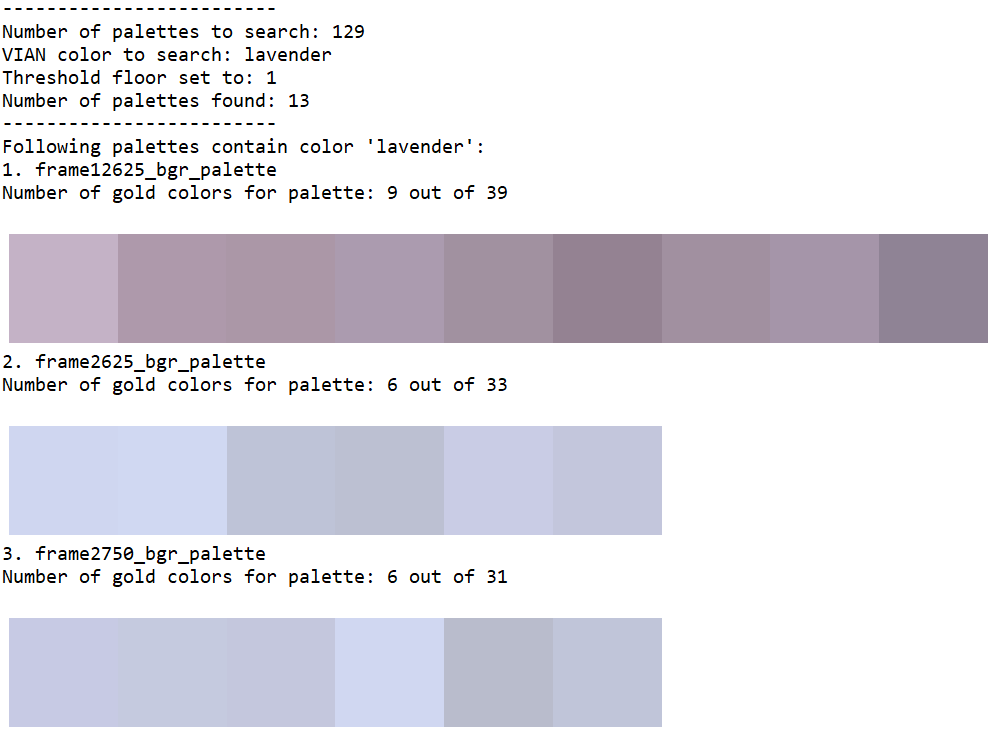 -------------------------
Number of palettes to search: 129
VIAN color to search: lavender
Threshold floor set to: 1
Number of palettes found: 13
-------------------------
Following palettes contain color 'lavender':
1. frame12625_bgr_palette
Number of gold colors for palette: 9 out of 39
2. frame2625_bgr_palette
Number of gold colors for palette: 6 out of 33
3. frame2750_bgr_palette
Number of gold colors for palette: 6 out of 31